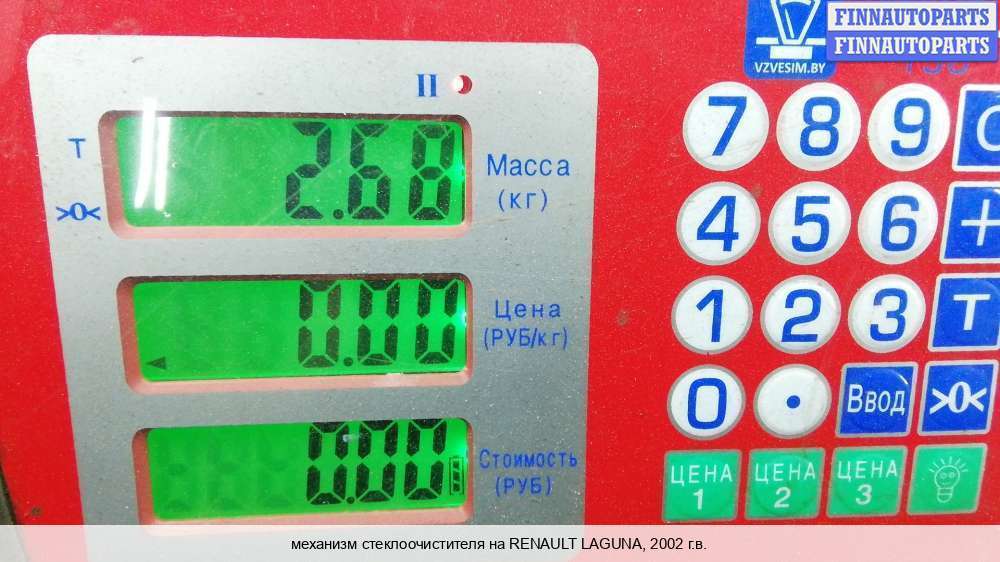 FINNAUTOPARTS
FINNAUTOPARTS
VZVESIM.BY
II
T
>0<
2.68
Масса
(кг)
0.00
Цена
(РУБ/кг)
0.00
Стоимость
(РУБ)
7 8 9 C
4 5 6 +
1 2 3 T
0 . Ввод >0<
ЦЕНА 1
ЦЕНА 2
ЦЕНА 3
механизм стеклоочистителя на RENAULT LAGUNA, 2002 г.в.